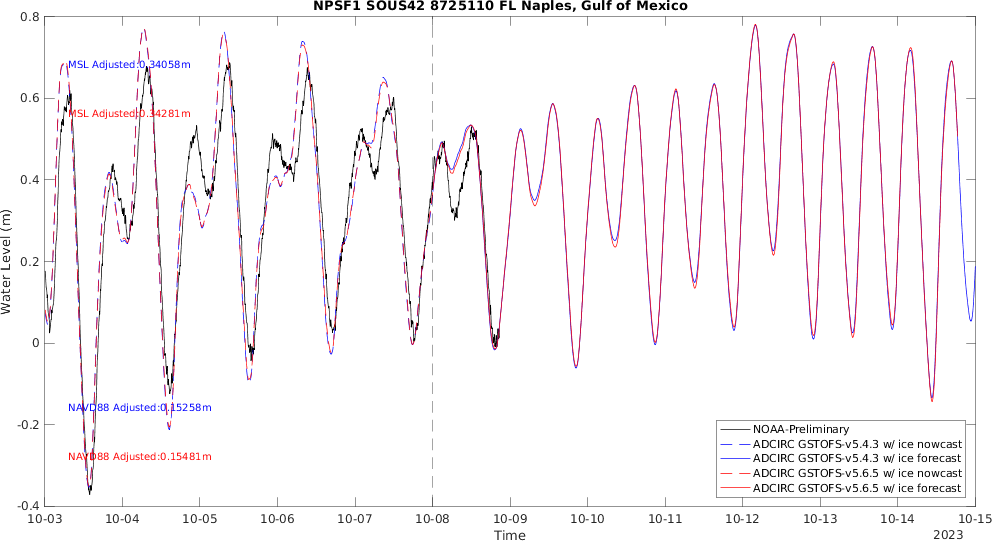 NPSF1 SOUS42 8725110 FL Naples, Gulf of Mexico
0.8
0.6
0.4
0.2
0
-0.2
-0.4
Water Level (m)
MSL Adjusted:0.34058m
MSL Adjusted:0.34281m
NAVD88 Adjusted:0.15258m
NAVD88 Adjusted:0.15481m
NOAA-Preliminary
ADCIRC GSTOFS-v5.4.3 w/ ice nowcast
ADCIRC GSTOFS-v5.4.3 w/ ice forecast
ADCIRC GSTOFS-v5.6.5 w/ ice nowcast
ADCIRC GSTOFS-v5.6.5 w/ ice forecast
10-03 10-04 10-05 10-06 10-07 10-08 10-09 10-10 10-11 10-12 10-13 10-14 10-15
Time
2023